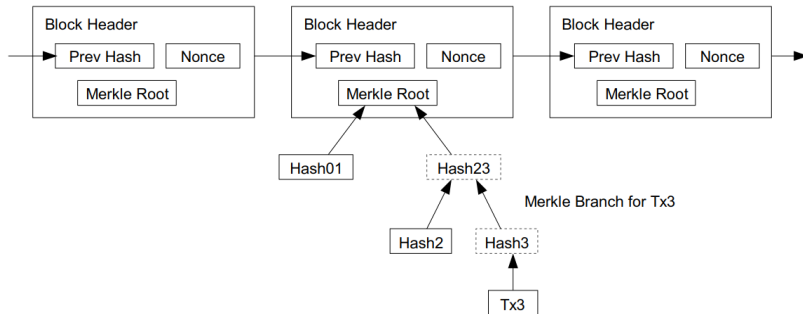 Block Header
Block Header
Block Header
Prev Hash
Nonce
Prev Hash
Nonce
Prev Hash
Nonce
Merkle Root
Merkle Root
Merkle Root
Hash01
Hash23
Merkle Branch for Tx3
Hash2
Hash3
Tx3